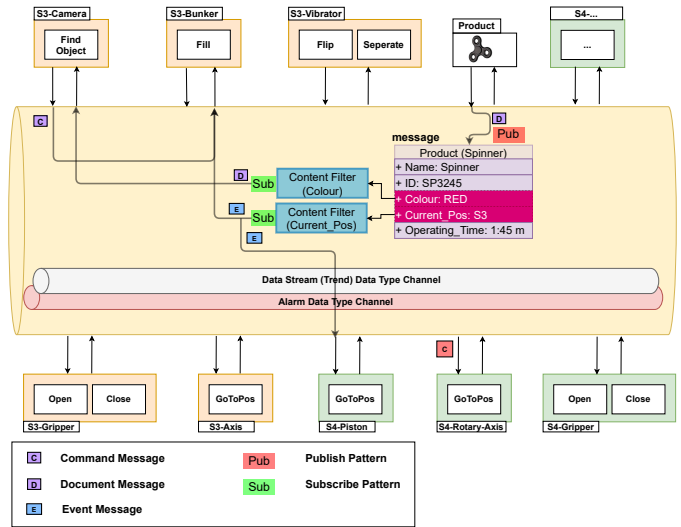 S3-Camera
S3-Bunker
S3-Vibrator
Product
S4-...
Find
Object
Fill
Flip
Seperate
...
C
D
Pub
message
Product (Spinner)
+ Name: Spinner
+ ID: SP3245
+ Colour: RED
+ Current_Pos: S3
+ Operating_Time: 1:45 m
D
Sub
Content Filter
(Colour)
E
Sub
Content Filter
(Current_Pos)
E
Data Stream (Trend) Data Type Channel
Alarm Data Type Channel
C
Open
Close
GoToPos
GoToPos
GoToPos
Open
Close
S3-Gripper
S3-Axis
S4-Piston
S4-Rotary-Axis
S4-Gripper
C
Command Message
Pub
Publish Pattern
D
Document Message
Sub
Subscribe Pattern
E
Event Message